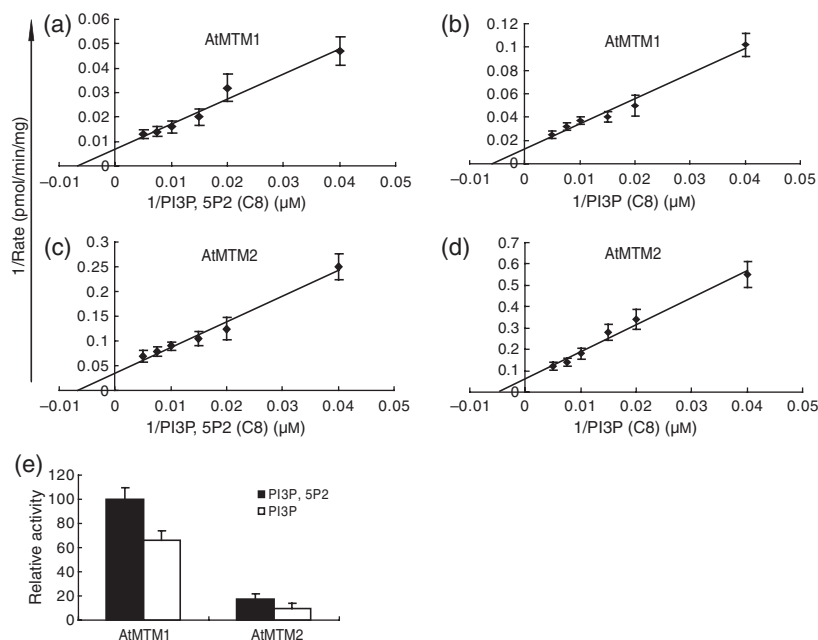 (a)
AtMTM1
0.06
0.05
0.04
0.03
0.02
0.01
0
−0.01 0 0.01 0.02 0.03 0.04 0.05
1/PI3P, 5P2 (C8) (μM)
(b)
AtMTM1
0.12
0.1
0.08
0.06
0.04
0.02
0
−0.01 0 0.01 0.02 0.03 0.04 0.05
1/PI3P (C8) (μM)
1/Rate (pmol/min/mg)
(c)
AtMTM2
0.3
0.25
0.2
0.15
0.1
0.05
0
−0.01 0 0.01 0.02 0.03 0.04 0.05
1/PI3P, 5P2 (C8) (μM)
(d)
AtMTM2
0.7
0.6
0.5
0.4
0.3
0.2
0.1
0
−0.01 0 0.01 0.02 0.03 0.04 0.05
1/PI3P (C8) (μM)
(e)
Relative activity
120
100
80
60
40
20
0
PI3P, 5P2
PI3P
AtMTM1 AtMTM2